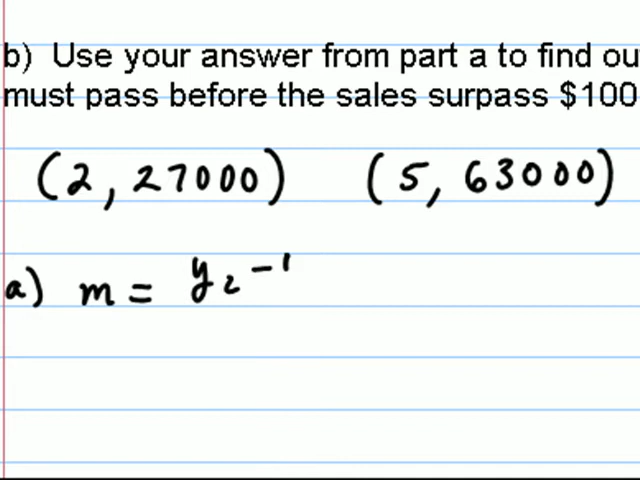 b) Use your answer from part a to find ou
must pass before the sales surpass $100
(2, 27000) (5, 63000)
a) m = y₂ -